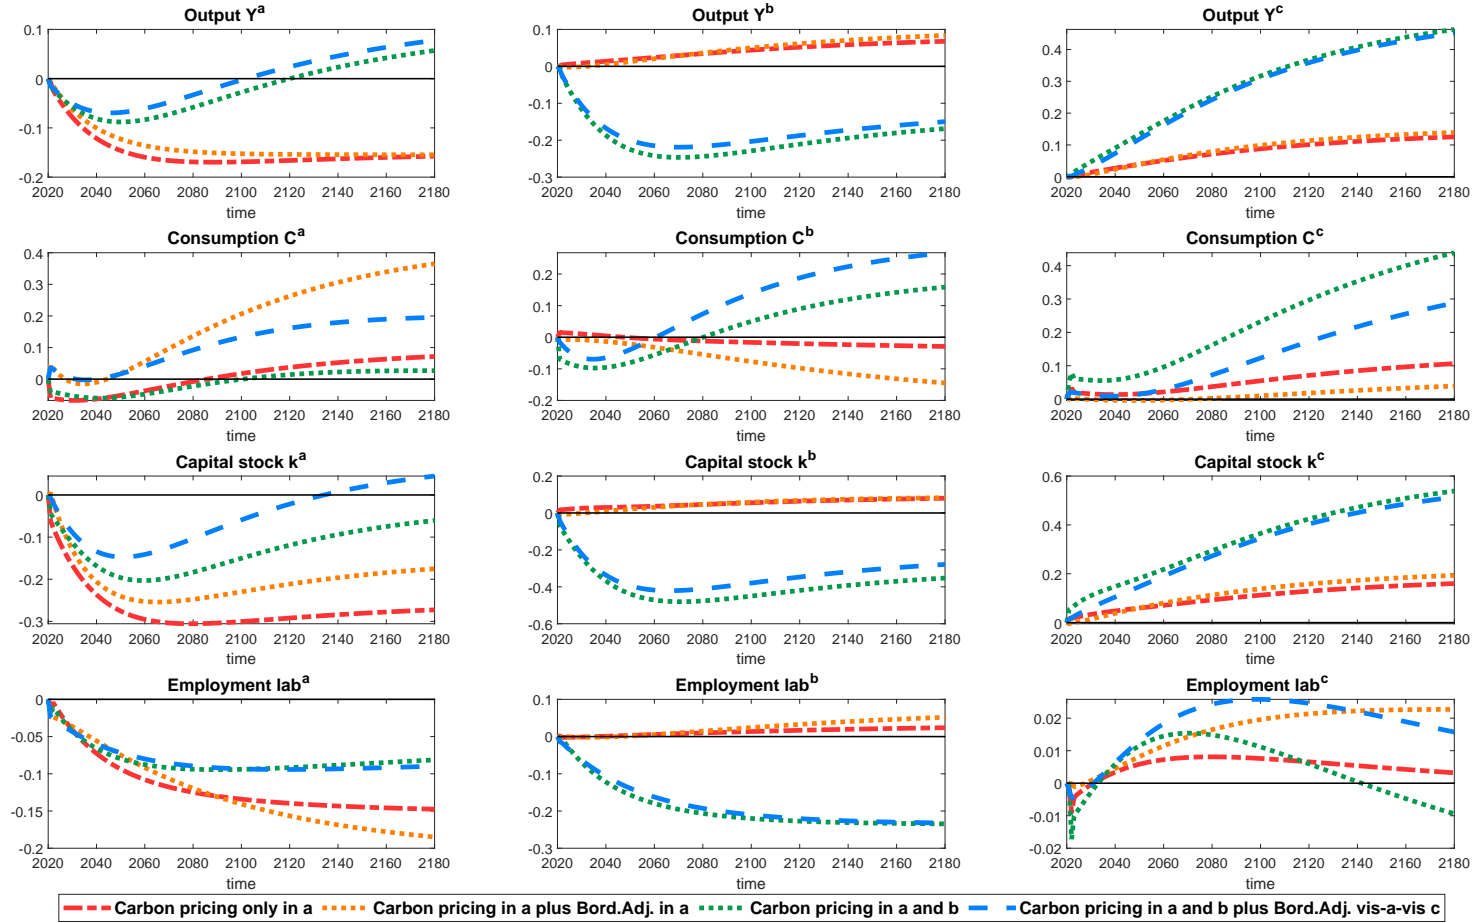 Output Y^a
0.1
0
-0.1
-0.2
2020 2040 2060 2080 2100 2120 2140 2160 2180
time
Output Y^b
0.1
0
-0.1
-0.2
-0.3
2020 2040 2060 2080 2100 2120 2140 2160 2180
time
Output Y^c
0.4
0.3
0.2
0.1
0
2020 2040 2060 2080 2100 2120 2140 2160 2180
time
Consumption C^a
0.4
0.3
0.2
0.1
0
2020 2040 2060 2080 2100 2120 2140 2160 2180
time
Consumption C^b
0.2
0.1
0
-0.1
-0.2
2020 2040 2060 2080 2100 2120 2140 2160 2180
time
Consumption C^c
0.4
0.3
0.2
0.1
0
2020 2040 2060 2080 2100 2120 2140 2160 2180
time
Capital stock k^a
0
-0.1
-0.2
-0.3
2020 2040 2060 2080 2100 2120 2140 2160 2180
time
Capital stock k^b
0.2
0
-0.2
-0.4
-0.6
2020 2040 2060 2080 2100 2120 2140 2160 2180
time
Capital stock k^c
0.6
0.4
0.2
0
2020 2040 2060 2080 2100 2120 2140 2160 2180
time
Employment lab^a
0
-0.05
-0.1
-0.15
-0.2
2020 2040 2060 2080 2100 2120 2140 2160 2180
time
Employment lab^b
0.1
0
-0.1
-0.2
-0.3
2020 2040 2060 2080 2100 2120 2140 2160 2180
time
Employment lab^c
0.02
0.01
0
-0.01
-0.02
2020 2040 2060 2080 2100 2120 2140 2160 2180
time
Carbon pricing only in a Carbon pricing in a plus Bord.Adj. in a Carbon pricing in a and b Carbon pricing in a and b plus Bord.Adj. vis-a-vis c